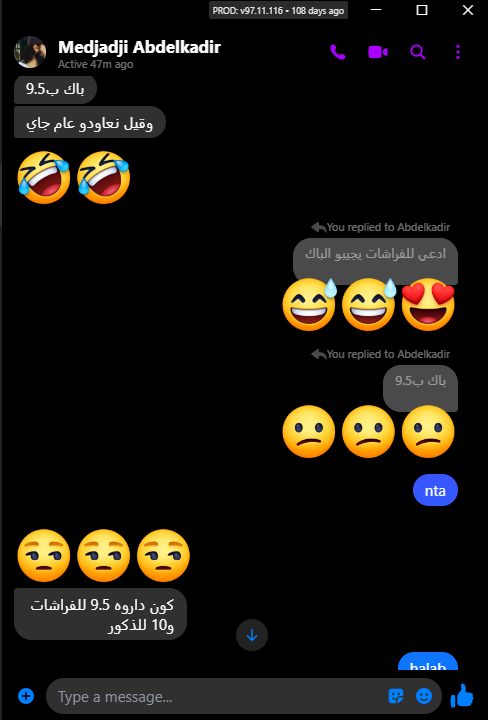 PROD: v97.11.116 • 108 days ago
Medjadji Abdelkadir
Active 47m ago
باك ب9.5
وقيل نعاودو عام جاي
You replied to Abdelkadir
ادعي للفراشات يجيبو الباك
You replied to Abdelkadir
باك ب9.5
nta
كون داروه 9.5 للفراشات
و10 للذكور
halab
Type a message...